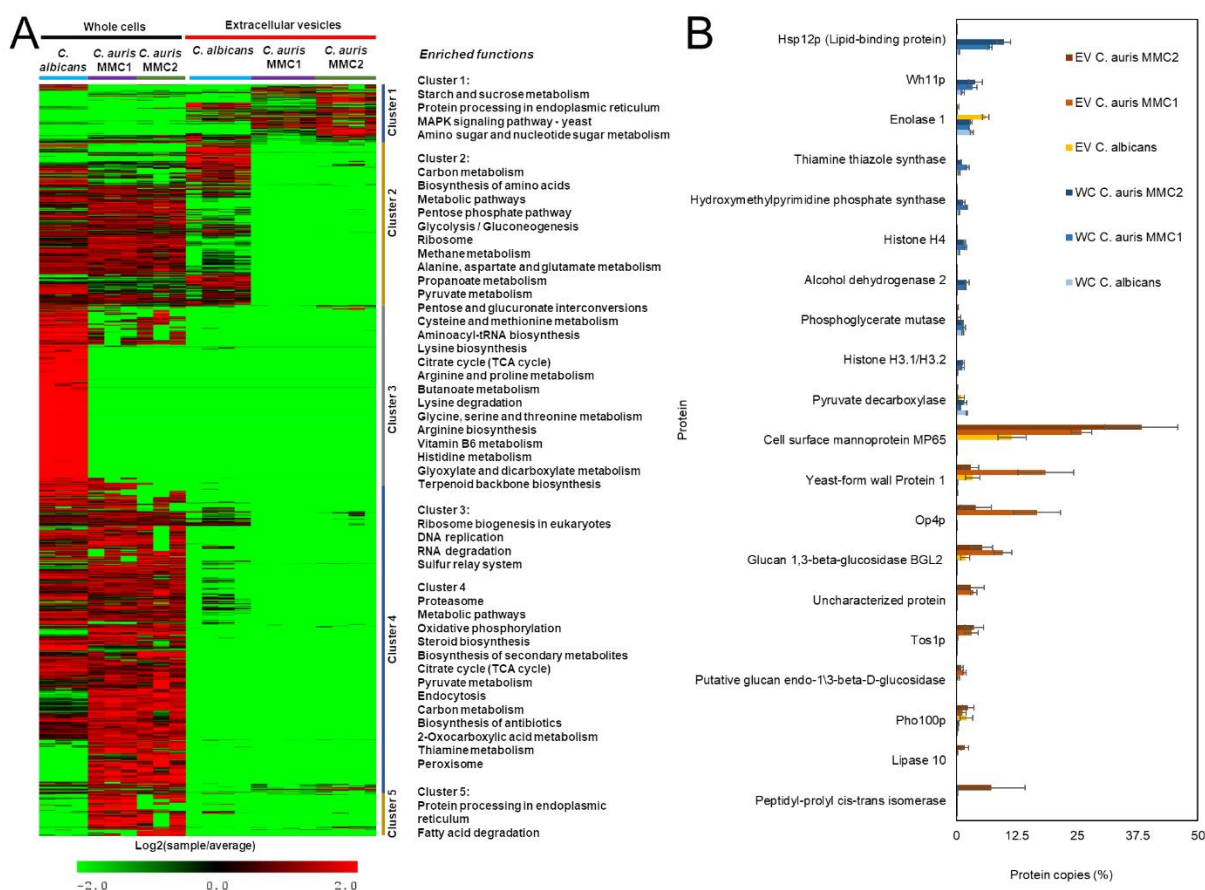 A
Whole cells
Extracellular vesicles
C. albicans
C. auris MMC1
C. auris MMC2
C. albicans
C. auris MMC1
C. auris MMC2
Cluster 1
Cluster 2
Cluster 3
Cluster 4
Cluster 5
Log2(sample/average)
-2.0 0.0 2.0
Enriched functions
Cluster 1:
Starch and sucrose metabolism
Protein processing in endoplasmic reticulum
MAPK signaling pathway - yeast
Amino sugar and nucleotide sugar metabolism
Cluster 2:
Carbon metabolism
Biosynthesis of amino acids
Metabolic pathways
Pentose phosphate pathway
Glycolysis / Gluconeogenesis
Ribosome
Methane metabolism
Alanine, aspartate and glutamate metabolism
Propanoate metabolism
Pyruvate metabolism
Pentose and glucuronate interconversions
Cysteine and methionine metabolism
Aminoacyl-tRNA biosynthesis
Lysine biosynthesis
Citrate cycle (TCA cycle)
Arginine and proline metabolism
Butanoate metabolism
Lysine degradation
Glycine, serine and threonine metabolism
Arginine biosynthesis
Vitamin B6 metabolism
Histidine metabolism
Glyoxylate and dicarboxylate metabolism
Terpenoid backbone biosynthesis
Cluster 3:
Ribosome biogenesis in eukaryotes
DNA replication
RNA degradation
Sulfur relay system
Cluster 4
Proteasome
Metabolic pathways
Oxidative phosphorylation
Steroid biosynthesis
Biosynthesis of secondary metabolites
Citrate cycle (TCA cycle)
Pyruvate metabolism
Endocytosis
Carbon metabolism
Biosynthesis of antibiotics
2-Oxocarboxylic acid metabolism
Thiamine metabolism
Peroxisome
Cluster 5:
Protein processing in endoplasmic
reticulum
Fatty acid degradation
B
Protein
Hsp12p (Lipid-binding protein)
Wh11p
Enolase 1
Thiamine thiazole synthase
Hydroxymethylpyrimidine phosphate synthase
Histone H4
Alcohol dehydrogenase 2
Phosphoglycerate mutase
Histone H3.1/H3.2
Pyruvate decarboxylase
Cell surface mannoprotein MP65
Yeast-form wall Protein 1
Op4p
Glucan 1,3-beta-glucosidase BGL2
Uncharacterized protein
Tos1p
Putative glucan endo-1\3-beta-D-glucosidase
Pho100p
Lipase 10
Peptidyl-prolyl cis-trans isomerase
0 12.5 25 37.5 50
Protein copies (%)
EV C. auris MMC2
EV C. auris MMC1
EV C. albicans
WC C. auris MMC2
WC C. auris MMC1
WC C. albicans